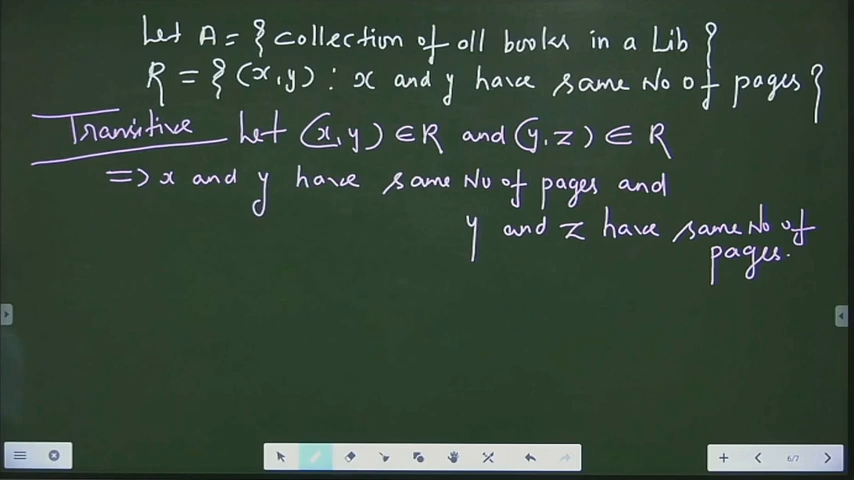 Let A = { collection of all books in a Lib }
R = { (x,y) : x and y have same No of pages }
Transitive Let (x,y) ∈ R and (y,z) ∈ R
=> x and y have same No of pages and
y and z have same No of
pages.
6/7